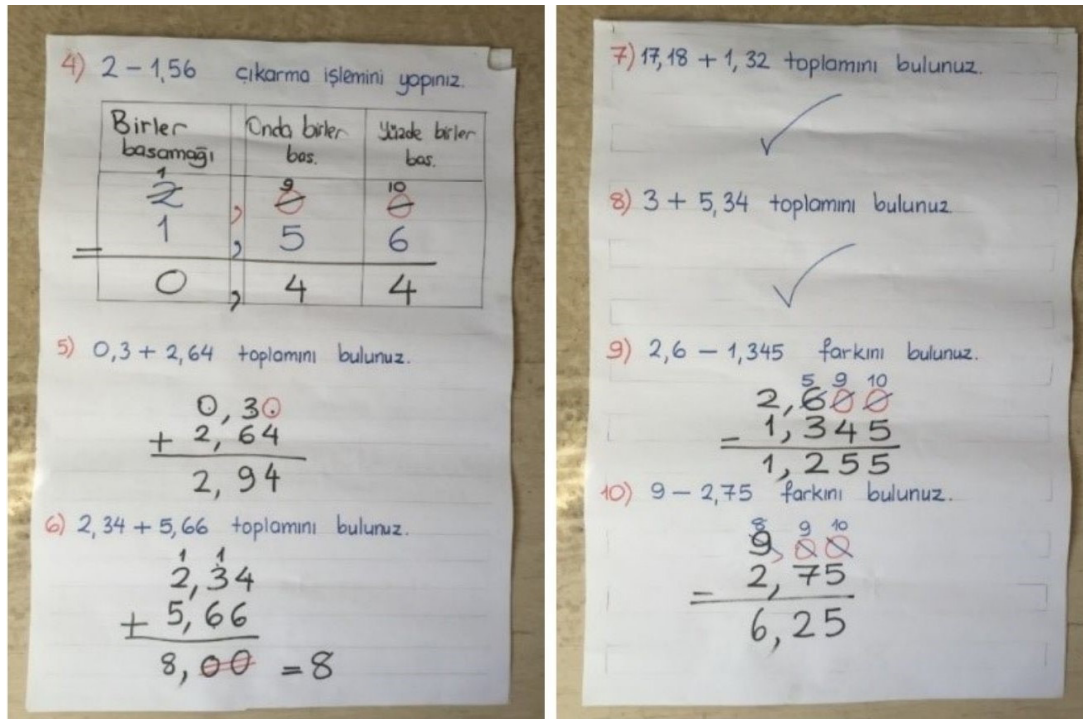 4) 2 – 1,56 çıkarma işlemini yapınız.
Birler basamağı Onda birler bas. Yüzde birler bas.
1 9 10
2 , 0 0
– 1 , 5 6
0 , 4 4
5) 0,3 + 2,64 toplamını bulunuz.
0,30
+ 2,64
2,94
6) 2,34 + 5,66 toplamını bulunuz.
1 1
2,34
+ 5,66
8,00 = 8
7) 17,18 + 1,32 toplamını bulunuz.
8) 3 + 5,34 toplamını bulunuz
9) 2,6 – 1,345 farkını bulunuz.
5 9 10
2,600
– 1,345
1,255
10) 9 – 2,75 farkını bulunuz.
8 9 10
9,00
– 2,75
6,25